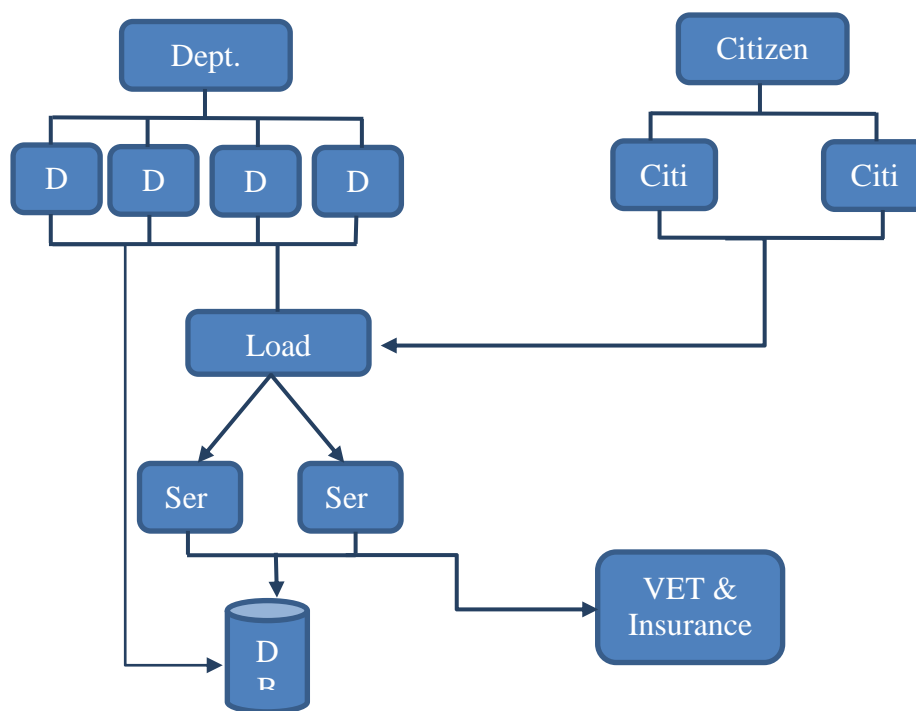 Dept.
Citizen
D
D
D
D
Citi
Citi
Load
Ser
Ser
VET &
Insurance
D
B